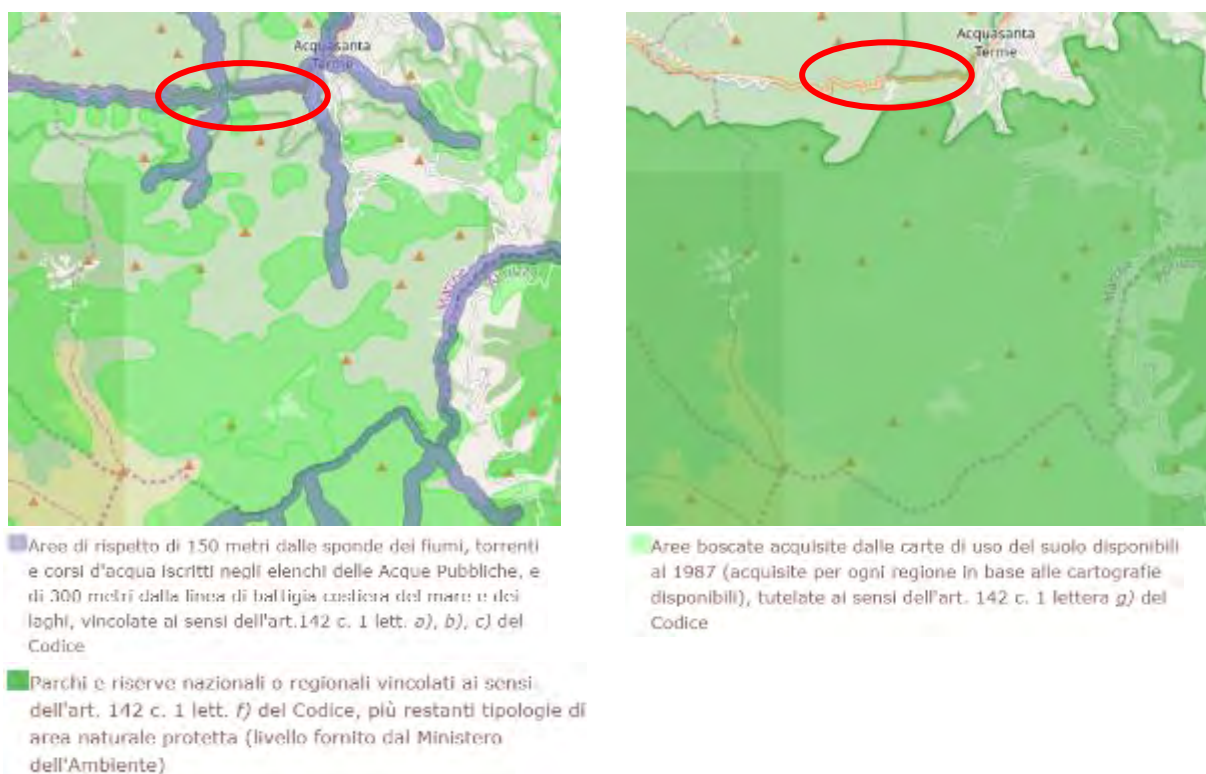 Acquasanta
Terme
Acquasanta
Terme
Aree di rispetto di 150 metri dalle sponde dei fiumi, torrenti
e corsi d'acqua iscritti negli elenchi delle Acque Pubbliche, e
di 300 metri dalla linea di battigia costiera del mare e dei
laghi, vincolate ai sensi dell'art.142 c. 1 lett. a), b), c) del
Codice
Parchi e riserve nazionali o regionali vincolati ai sensi
dell'art. 142 c. 1 lett. f) del Codice, più restanti tipologie di
area naturale protetta (livello fornito dal Ministero
dell'Ambiente)
Aree boscate acquisite dalle carte di uso del suolo disponibili
al 1987 (acquisite per ogni regione in base alle cartografie
disponibili), tutelate ai sensi dell'art. 142 c. 1 lettera g) del
Codice